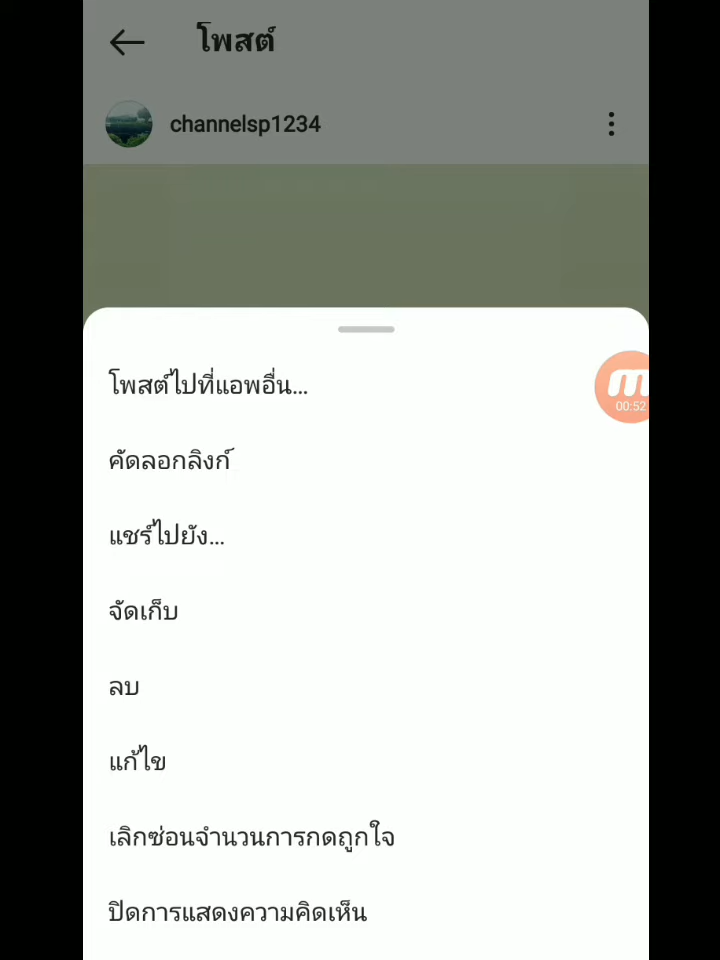 โพสต์
channelsp1234
โพสต์ไปที่แอพอื่น...
00:52
คัดลอกลิงก์
แชร์ไปยัง...
จัดเก็บ
ลบ
แก้ไข
เลิกซ่อนจำนวนการกดถูกใจ
ปิดการแสดงความคิดเห็น